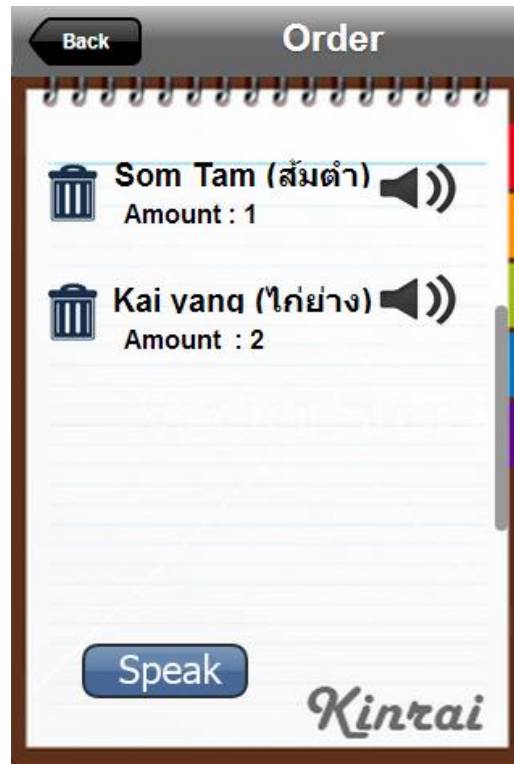 Back
Order
Som Tam (ส้มตำ)
Amount : 1
Kai yang (ไก่ย่าง)
Amount : 2
Speak
Kinrai